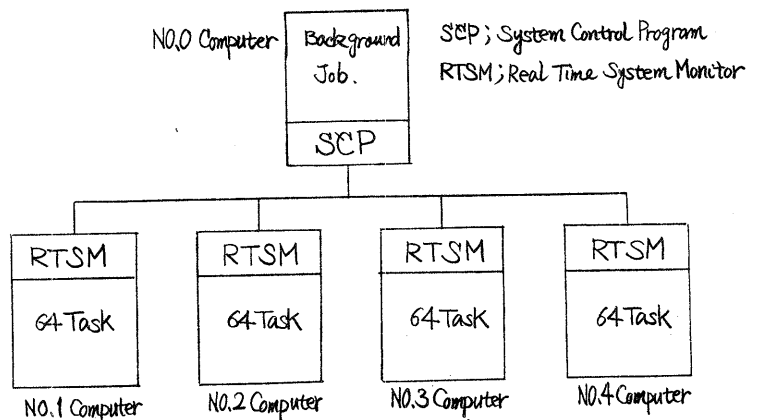 NO.0 Computer
Background
Job.
SCP
SCP; System Control Program
RTSM; Real Time System Monitor
RTSM
64 Task
NO.1 Computer
RTSM
64 Task
NO.2 Computer
RTSM
64 Task
NO.3 Computer
RTSM
64 Task
NO.4 Computer